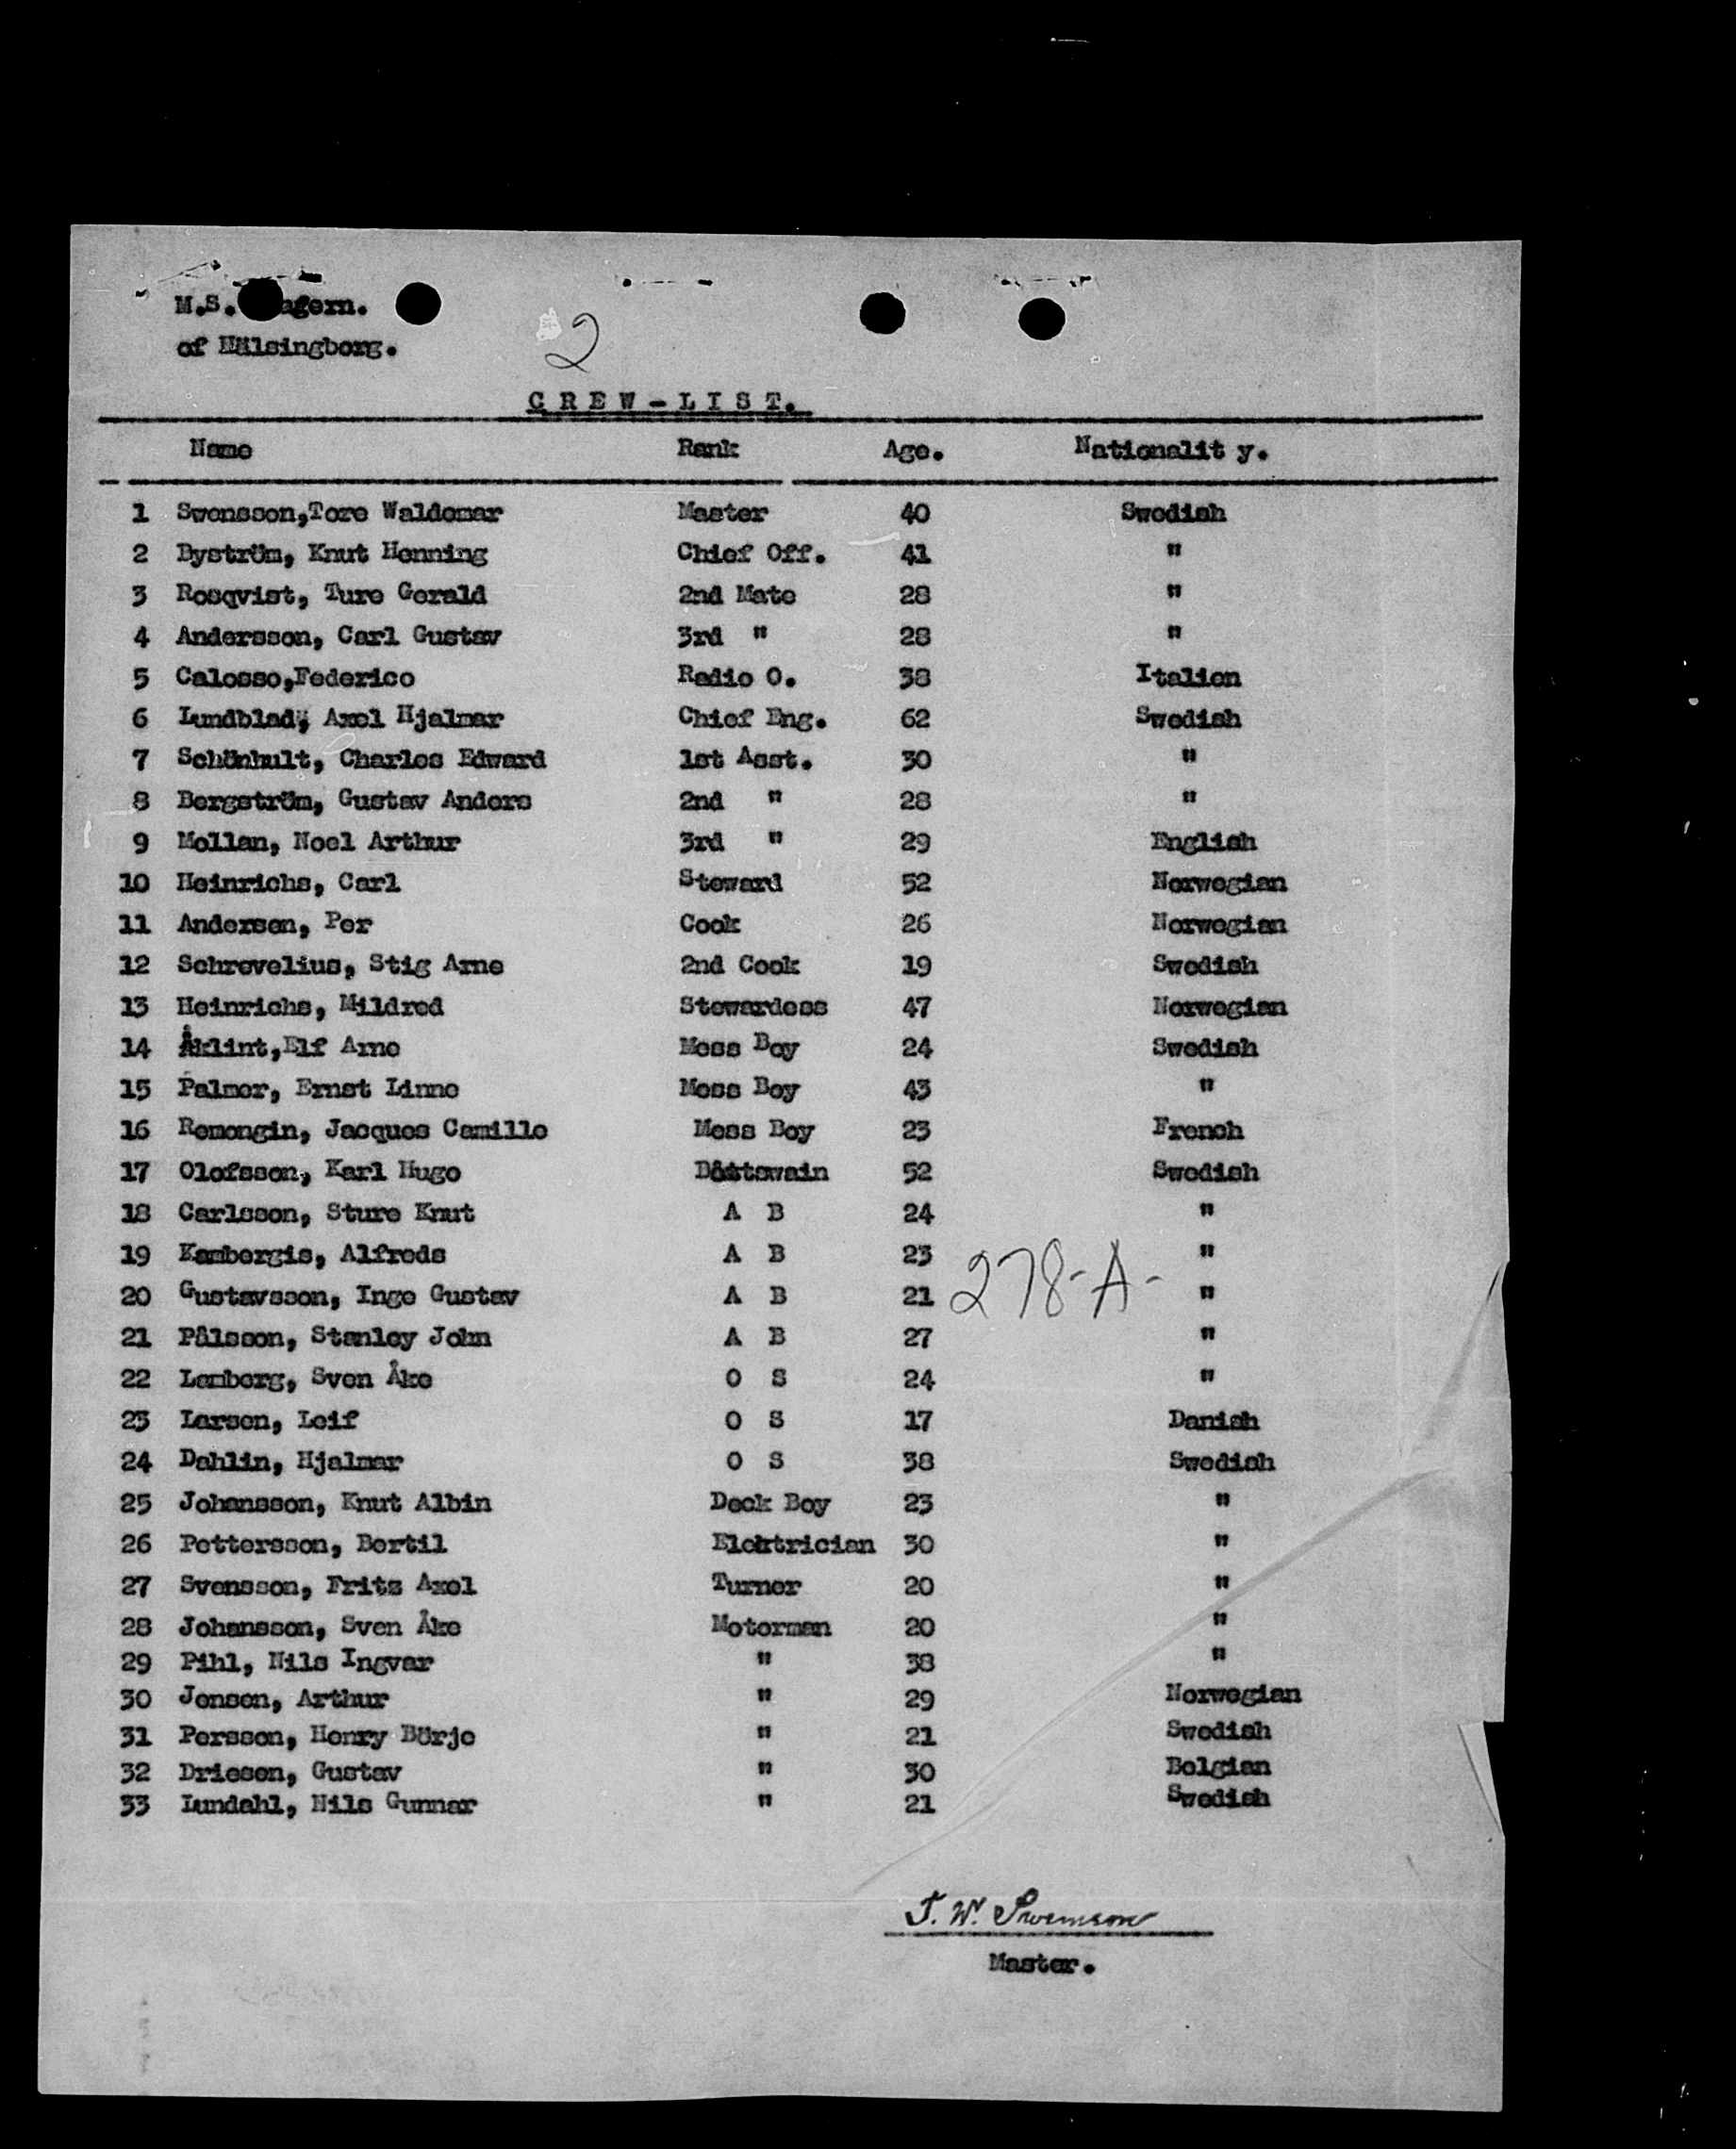 M.S. agern.
of Hälsingborg.
2
CREW-LIST.
Name Rank Age. Nationalit y.
1 Swensson,Tore Waldemar Master 40 Swedish
2 Byström, Knut Henning Chief Off. 41 "
3 Rosqvist, Ture Gerald 2nd Mate 28 "
4 Andersson, Carl Gustav 3rd " 28 "
5 Calosso,Federico Radio O. 38 Italien
6 Lundblad, Axel Hjalmar Chief Eng. 62 Swedish
7 Schönhult, Charles Edward 1st Asst. 30 "
8 Bergström, Gustav Anders 2nd " 28 "
9 Mollan, Noel Arthur 3rd " 29 English
10 Heinrichs, Carl Steward 52 Norwegian
11 Andersen, Per Cook 26 Norwegian
12 Schrevelius, Stig Arne 2nd Cook 19 Swedish
13 Heinrichs, Mildred Stewardess 47 Norwegian
14 Åklint,Elf Arne Mess Boy 24 Swedish
15 Palmer, Ernst Linne Mess Boy 43 "
16 Remongin, Jacques Camille Mess Boy 23 French
17 Olofsson, Karl Hugo 52 Swedish
18 Carlsson, Sture Knut A B 24 "
19 Kambergis, Alfreds A B 23 "
20 Gustavsson, Inge Gustav A B 21 278-A- "
21 Pålsson, Stanley John A B 27 "
22 Lemberg, Sven Åke O S 24 "
23 Larsen, Leif O S 17 Danish
24 Dahlin, Hjalmar O S 38 Swedish
25 Johansson, Knut Albin Deck Boy 23 "
26 Pettersson, Bertil Elektrician 30 "
27 Svensson, Fritz Axel Turner 20 "
28 Johansson, Sven Åke Motorman 20 "
29 Pihl, Nils Ingvar " 38 "
30 Jensen, Arthur " 29 Norwegian
31 Persson, Henry Börje " 21 Swedish
32 Driesen, Gustav " 30 Belgian
33 Lundahl, Nils Gunnar " 21 Swedish
T. W. Swensson
Master.